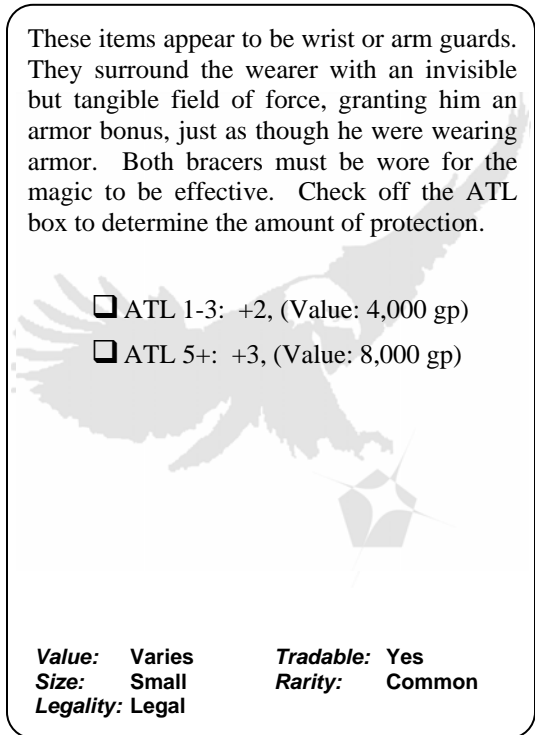 These items appear to be wrist or arm guards.
They surround the wearer with an invisible
but tangible field of force, granting him an
armor bonus, just as though he were wearing
armor. Both bracers must be wore for the
magic to be effective. Check off the ATL
box to determine the amount of protection.
❑ ATL 1-3: +2, (Value: 4,000 gp)
❑ ATL 5+: +3, (Value: 8,000 gp)
Value: Varies Tradable: Yes
Size: Small Rarity: Common
Legality: Legal